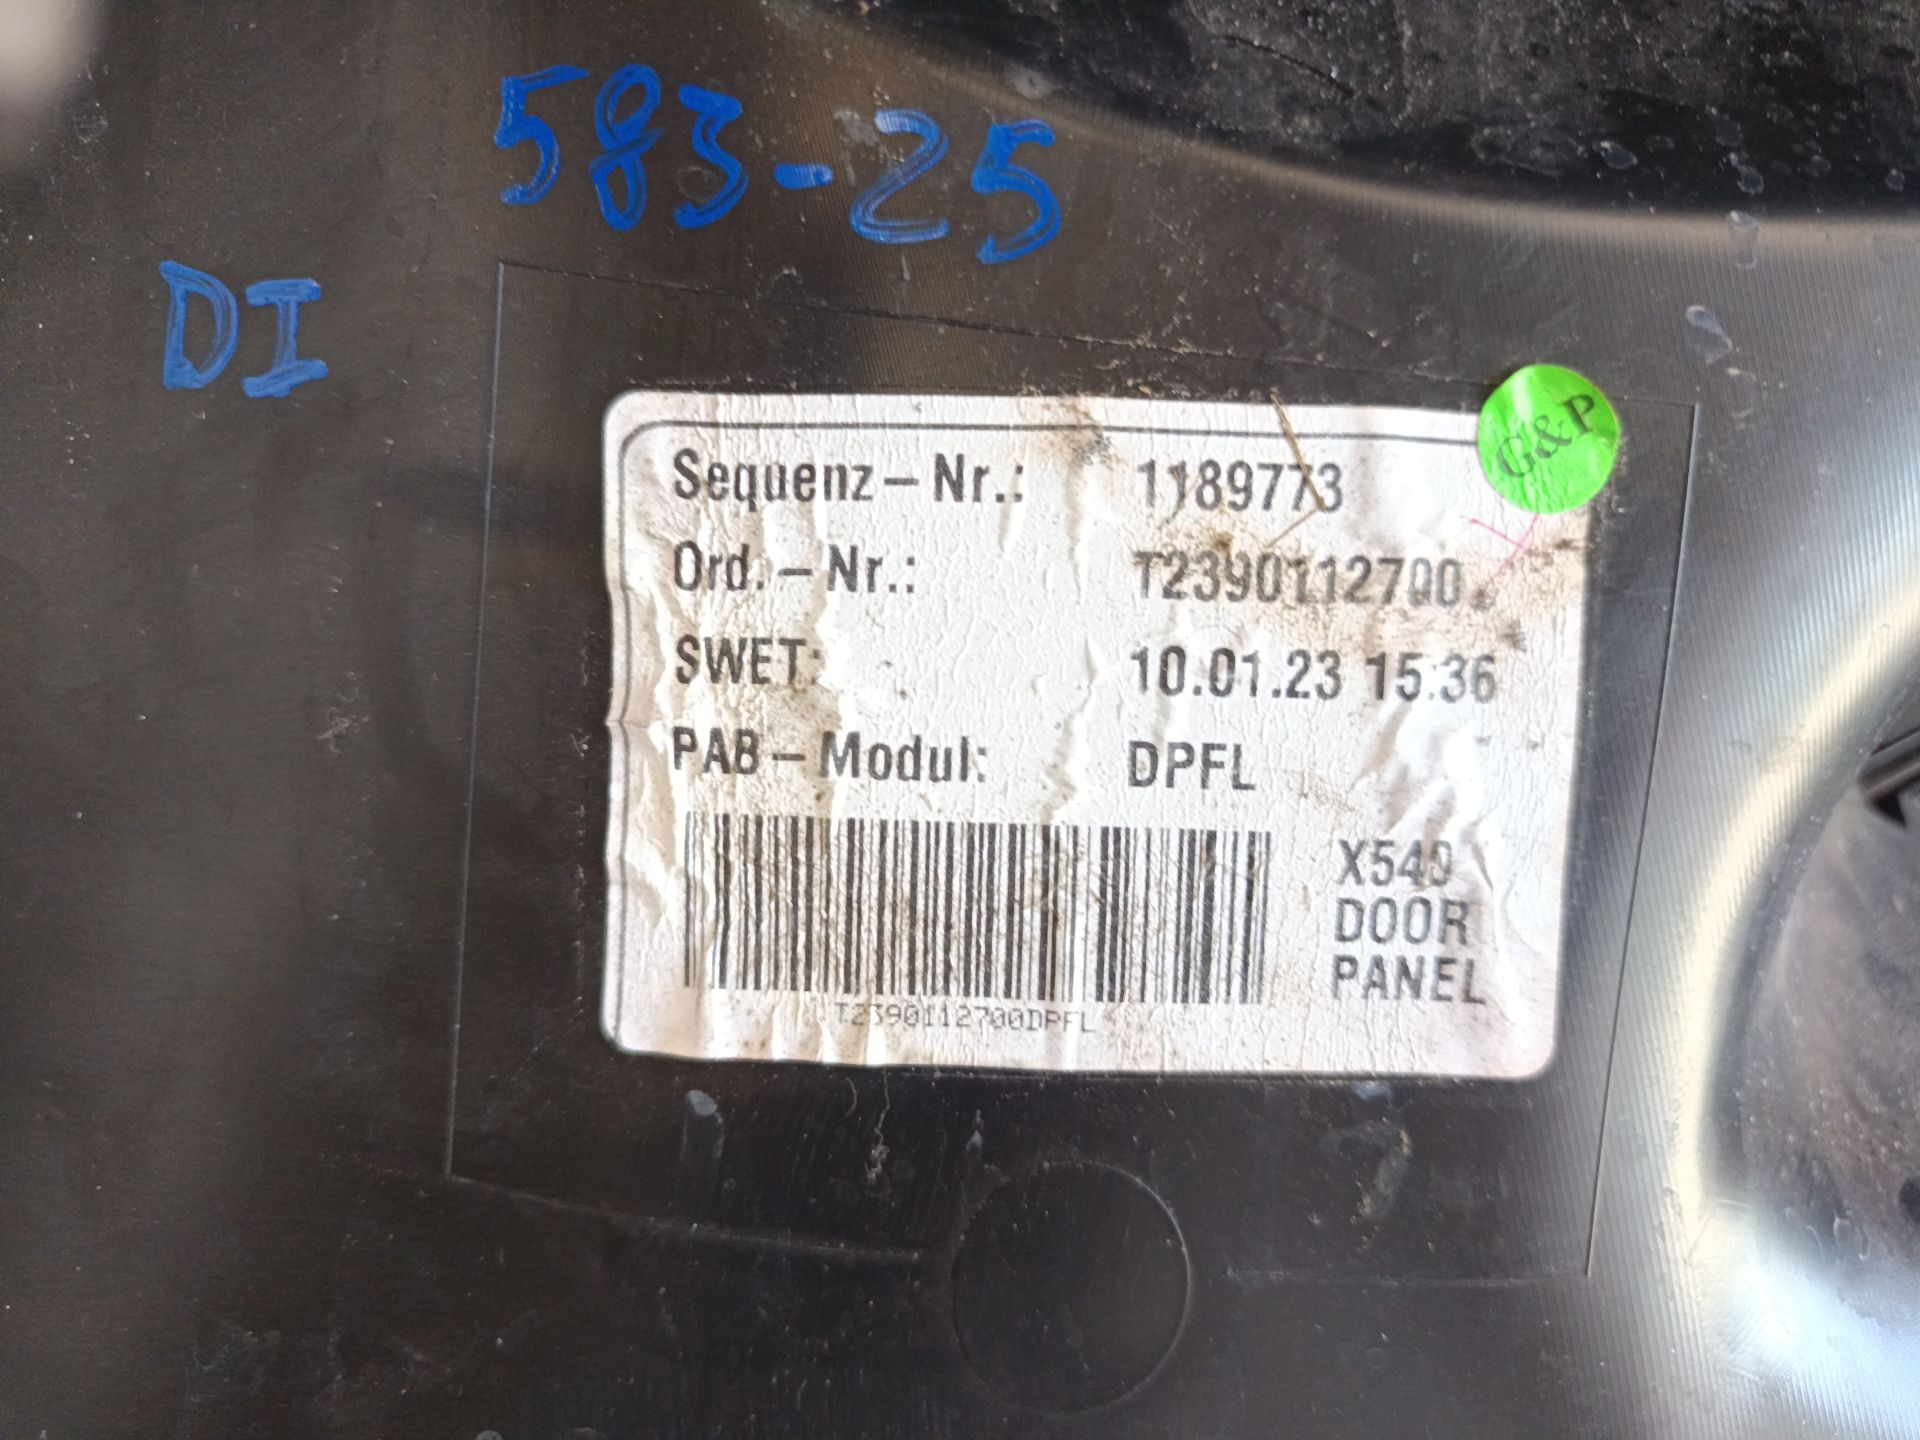 583-25
DI
G&P
Sequenz-Nr.: 1189773
Ord.-Nr.: T2390112700
SWET: 10.01.23 15:36
PAB-Modul: DPFL
X540
DOOR
PANEL
T2390112700DPFL